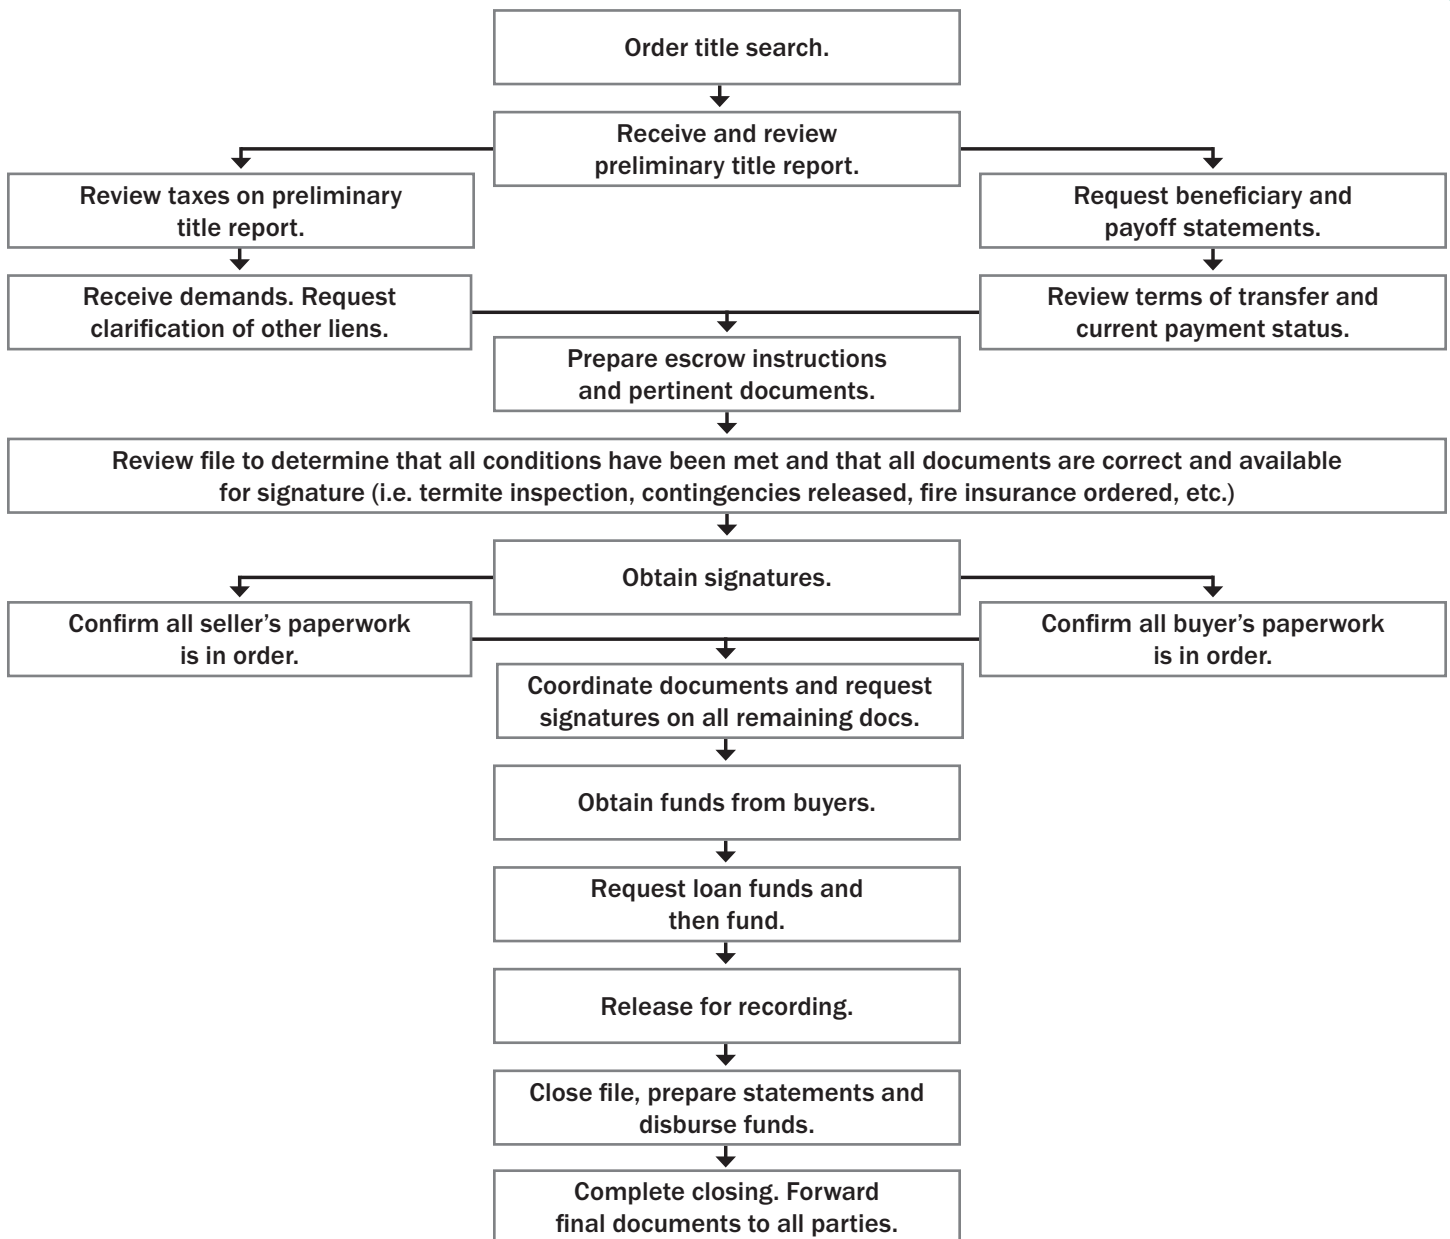 Order title search.
Receive and review
preliminary title report.
Review taxes on preliminary
title report.
Request beneficiary and
payoff statements.
Receive demands. Request
clarification of other liens.
Review terms of transfer and
current payment status.
Prepare escrow instructions
and pertinent documents.
Review file to determine that all conditions have been met and that all documents are correct and available
for signature (i.e. termite inspection, contingencies released, fire insurance ordered, etc.)
Obtain signatures.
Confirm all seller's paperwork
is in order.
Confirm all buyer's paperwork
is in order.
Coordinate documents and request
signatures on all remaining docs.
Obtain funds from buyers.
Request loan funds and
then fund.
Release for recording.
Close file, prepare statements and
disburse funds.
Complete closing. Forward
final documents to all parties.